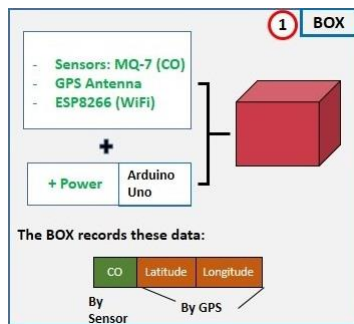 1 BOX
- Sensors: MQ-7 (CO)
- GPS Antenna
- ESP8266 (WiFi)
+
+ Power
Arduino
Uno
The BOX records these data:
CO Latitude Longitude
By
Sensor
By GPS